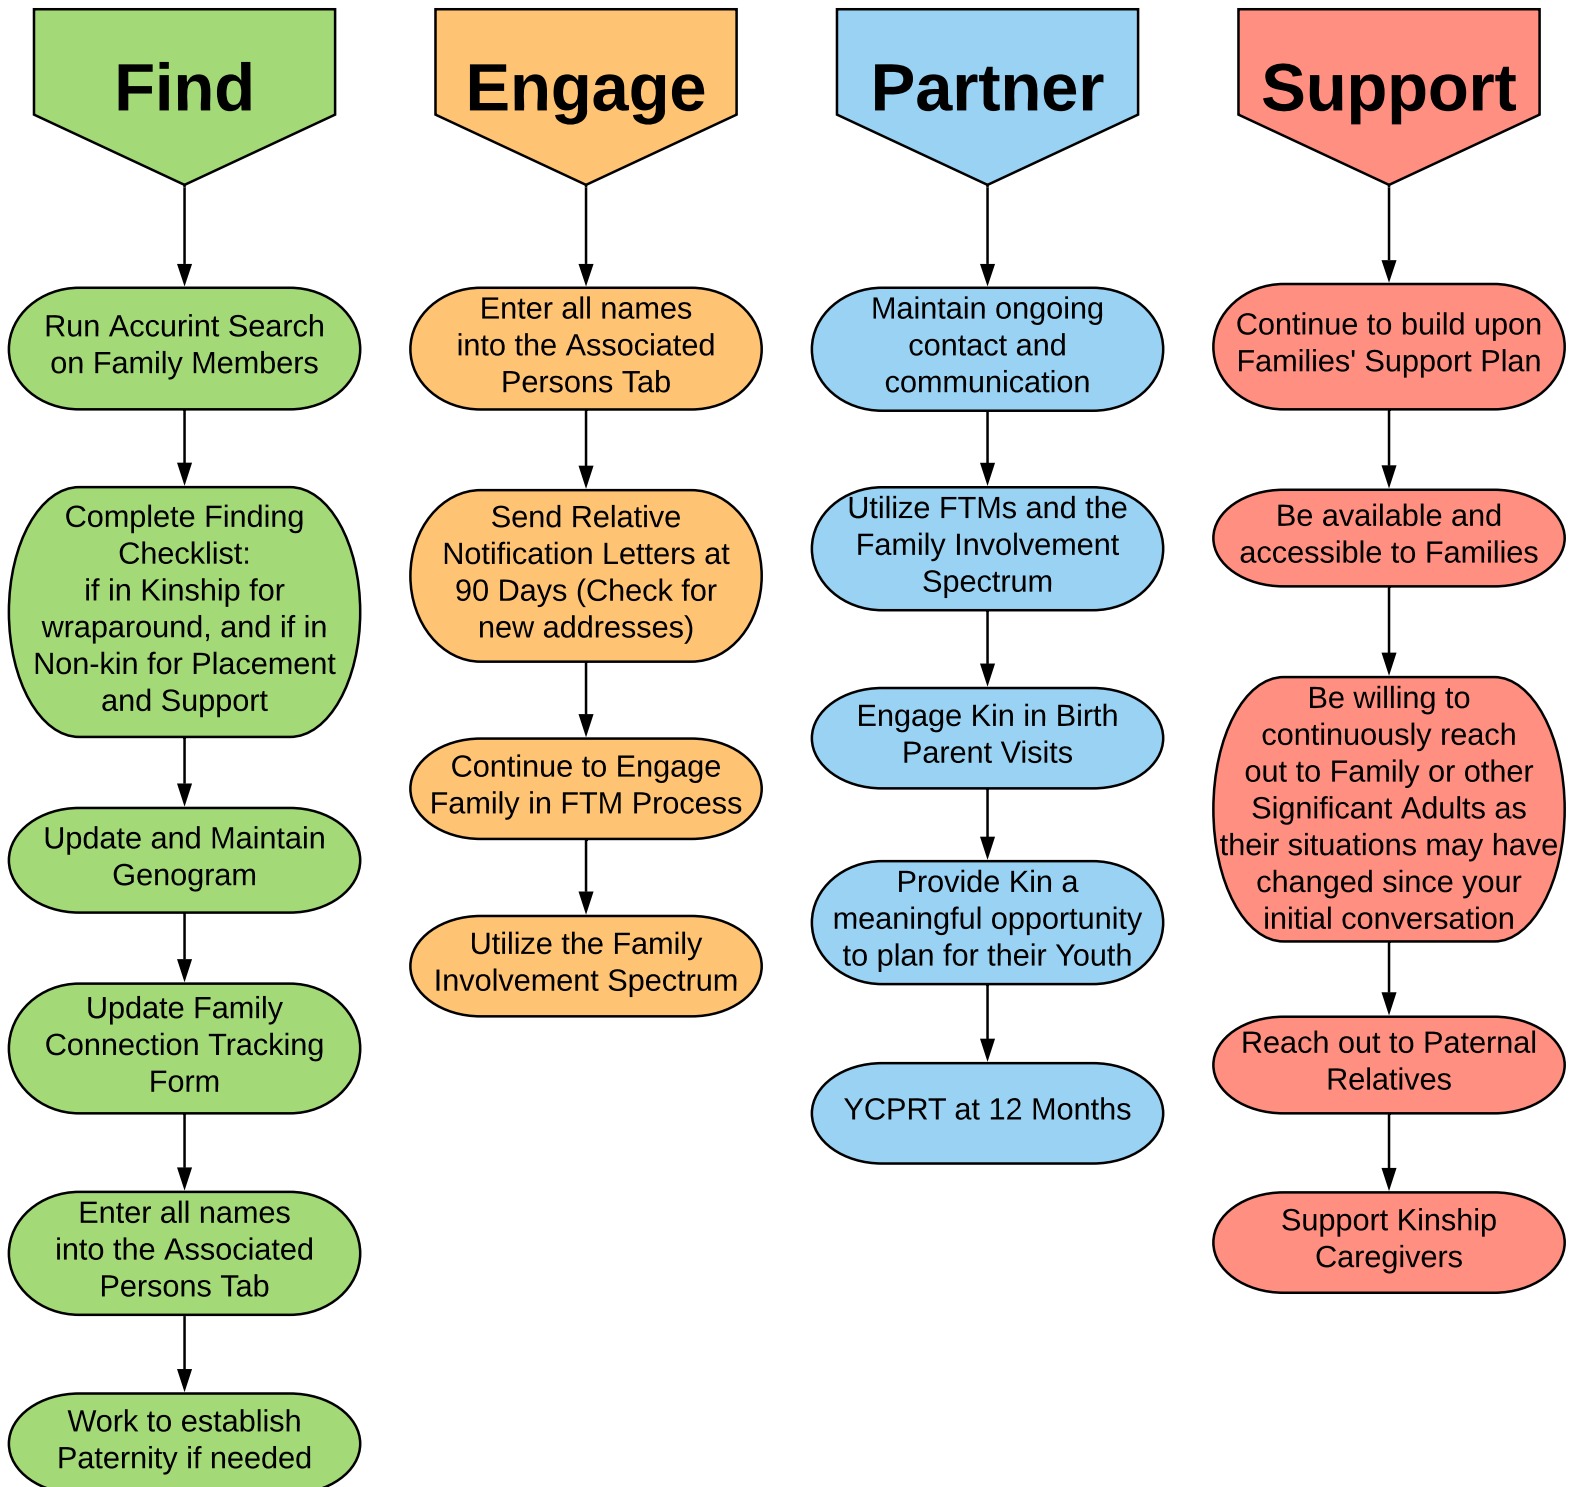 Find
Run Accurint Search
on Family Members
Complete Finding
Checklist:
if in Kinship for
wraparound, and if in
Non-kin for Placement
and Support
Update and Maintain
Genogram
Update Family
Connection Tracking
Form
Enter all names
into the Associated
Persons Tab
Work to establish
Paternity if needed
Engage
Enter all names
into the Associated
Persons Tab
Send Relative
Notification Letters at
90 Days (Check for
new addresses)
Continue to Engage
Family in FTM Process
Utilize the Family
Involvement Spectrum
Partner
Maintain ongoing
contact and
communication
Utilize FTMs and the
Family Involvement
Spectrum
Engage Kin in Birth
Parent Visits
Provide Kin a
meaningful opportunity
to plan for their Youth
YCPRT at 12 Months
Support
Continue to build upon
Families' Support Plan
Be available and
accessible to Families
Be willing to
continuously reach
out to Family or other
Significant Adults as
their situations may have
changed since your
initial conversation
Reach out to Paternal
Relatives
Support Kinship
Caregivers